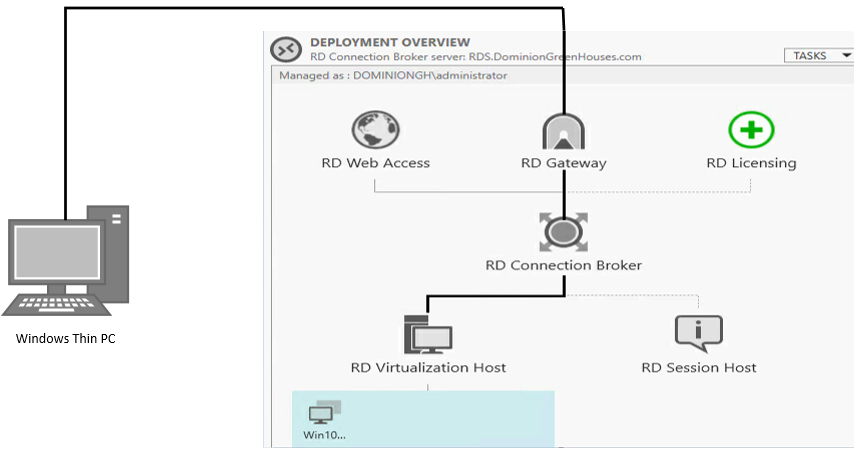 DEPLOYMENT OVERVIEW
RD Connection Broker server: RDS.DominionGreenHouses.com
TASKS
Managed as : DOMINIONGH\administrator
RD Web Access
RD Gateway
RD Licensing
RD Connection Broker
Windows Thin PC
RD Virtualization Host
RD Session Host
Win10...